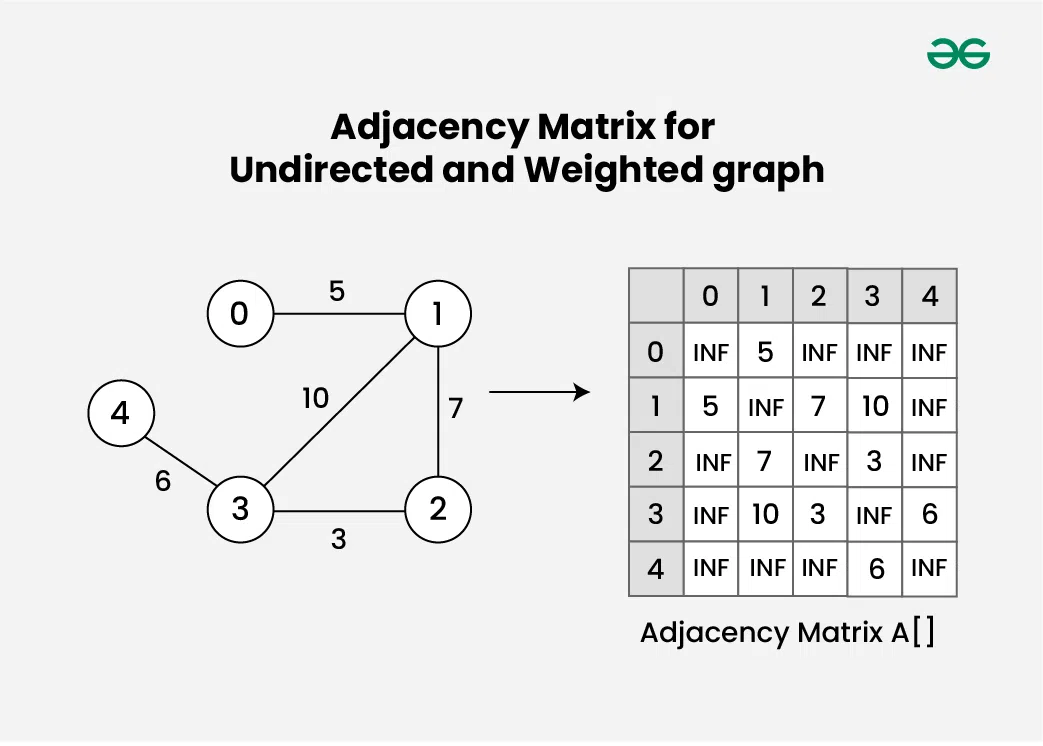 Adjacency Matrix for
Undirected and Weighted graph
0 5 1
10
7
4
6
3 2
3
0 1 2 3 4
0 INF 5 INF INF INF
1 5 INF 7 10 INF
2 INF 7 INF 3 INF
3 INF 10 3 INF 6
4 INF INF INF 6 INF
Adjacency Matrix A[]